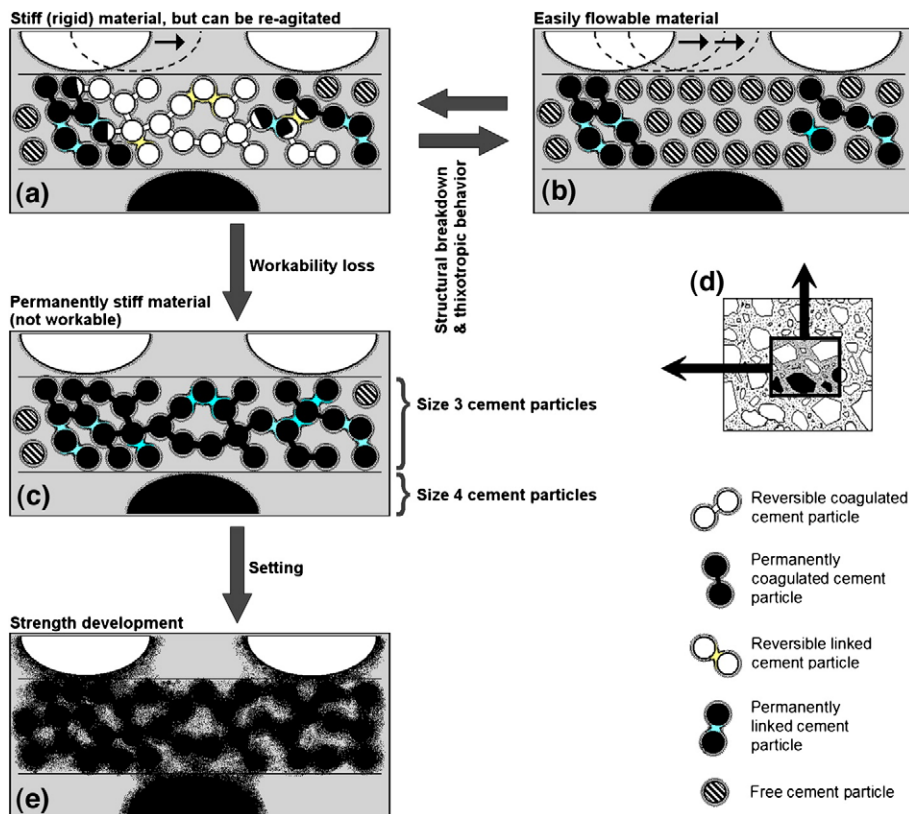 Stiff (rigid) material, but can be re-agitated
(a)
Easily flowable material
(b)
Structural breakdown
& thixotropic behavior
Workability loss
Permanently stiff material
(not workable)
(c)
Size 3 cement particles
Size 4 cement particles
(d)
Setting
Strength development
(e)
Reversible coagulated
cement particle
Permanently
coagulated cement
particle
Reversible linked
cement particle
Permanently
linked cement
particle
Free cement particle